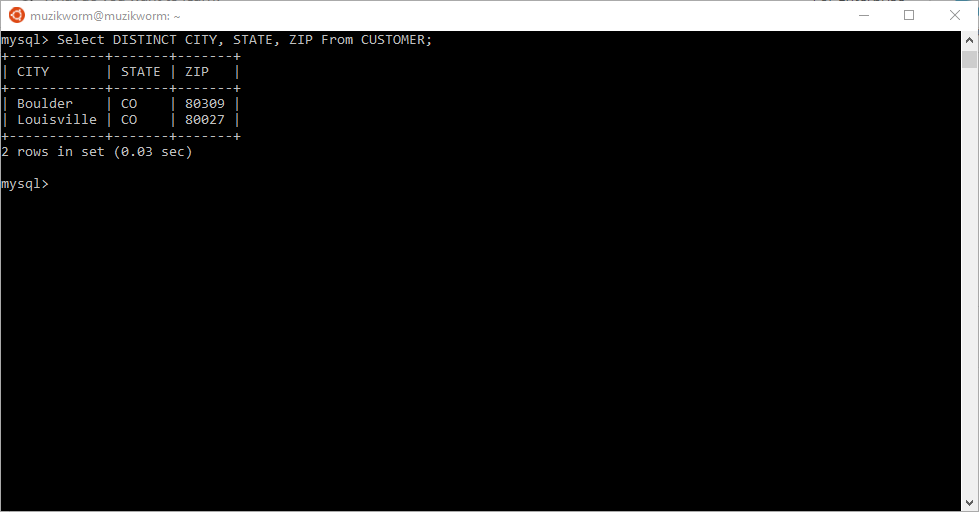 muzikworm@muzikworm: ~
mysql> Select DISTINCT CITY, STATE, ZIP From CUSTOMER;
+------------+-------+-------+
| CITY       | STATE | ZIP   |
+------------+-------+-------+
| Boulder    | CO    | 80309 |
| Louisville | CO    | 80027 |
+------------+-------+-------+
2 rows in set (0.03 sec)
mysql>